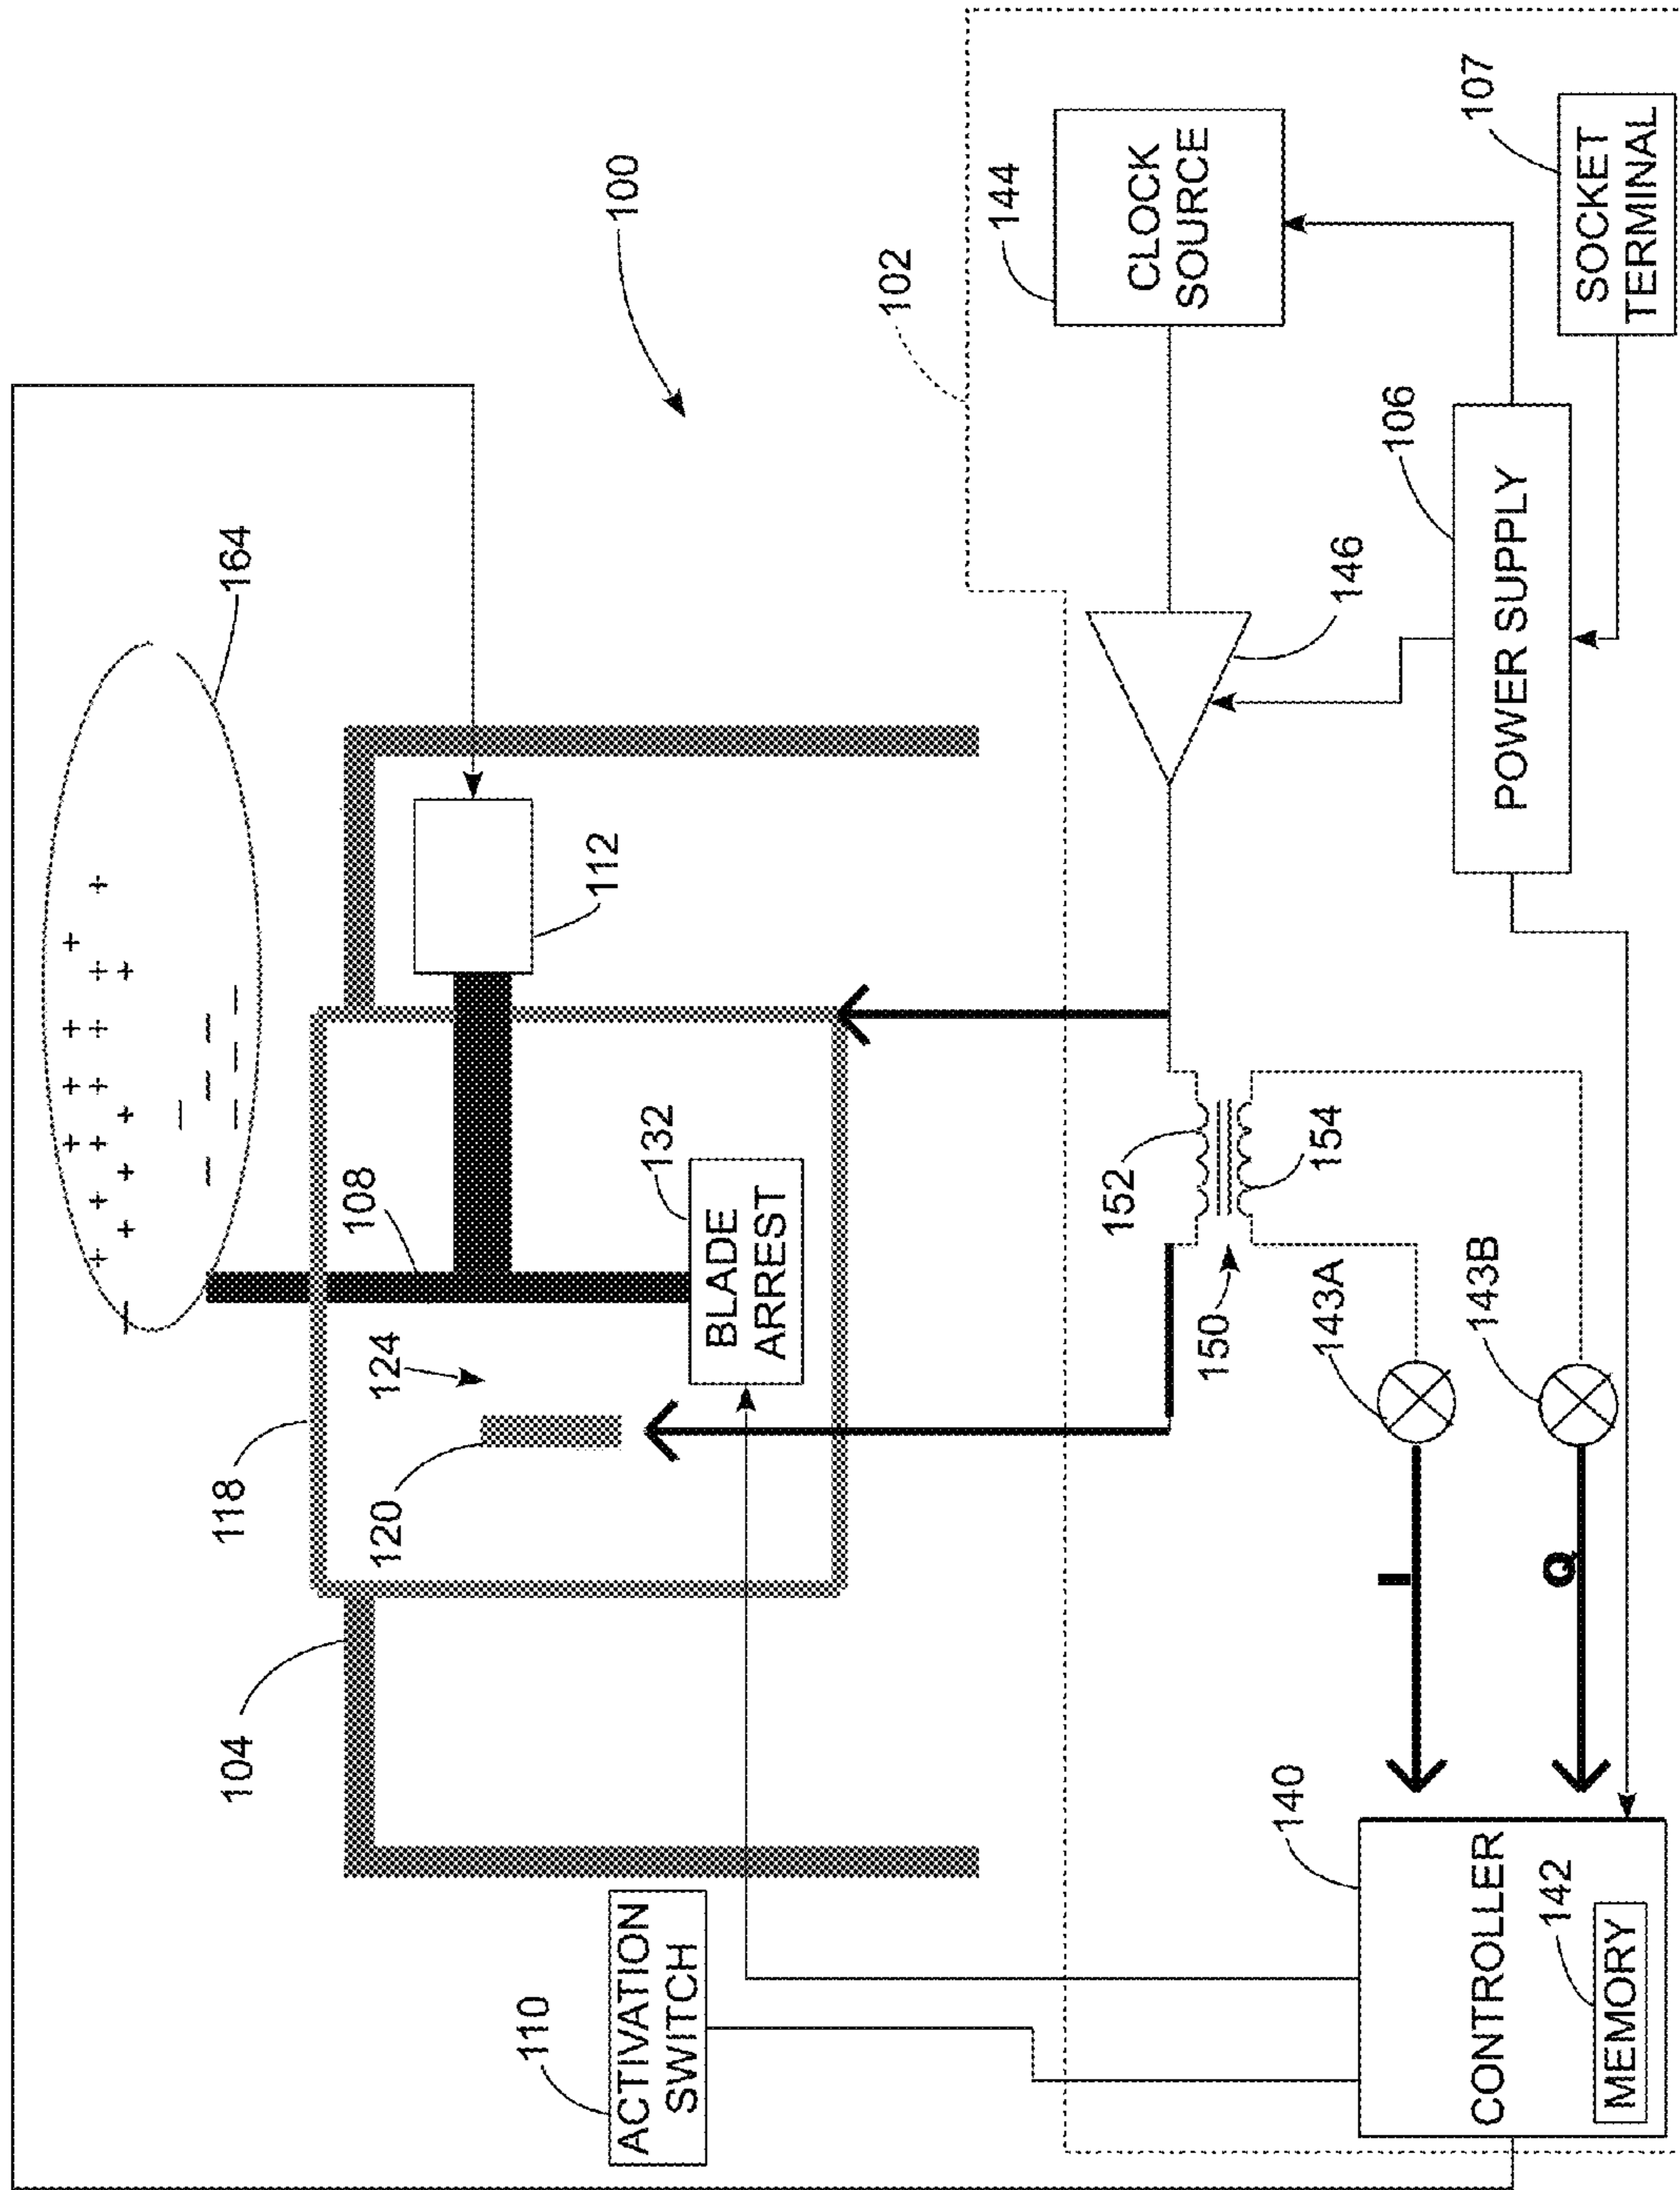 104
118
164
108
120
124
110
112
100
ACTIVATION
SWITCH
BLADE
ARREST
132
102
144
152
CLOCK
SOURCE
150
154
140
143A
146
I
143B
106
107
CONTROLLER
Q
POWER SUPPLY
142
MEMORY
SOCKET
TERMINAL